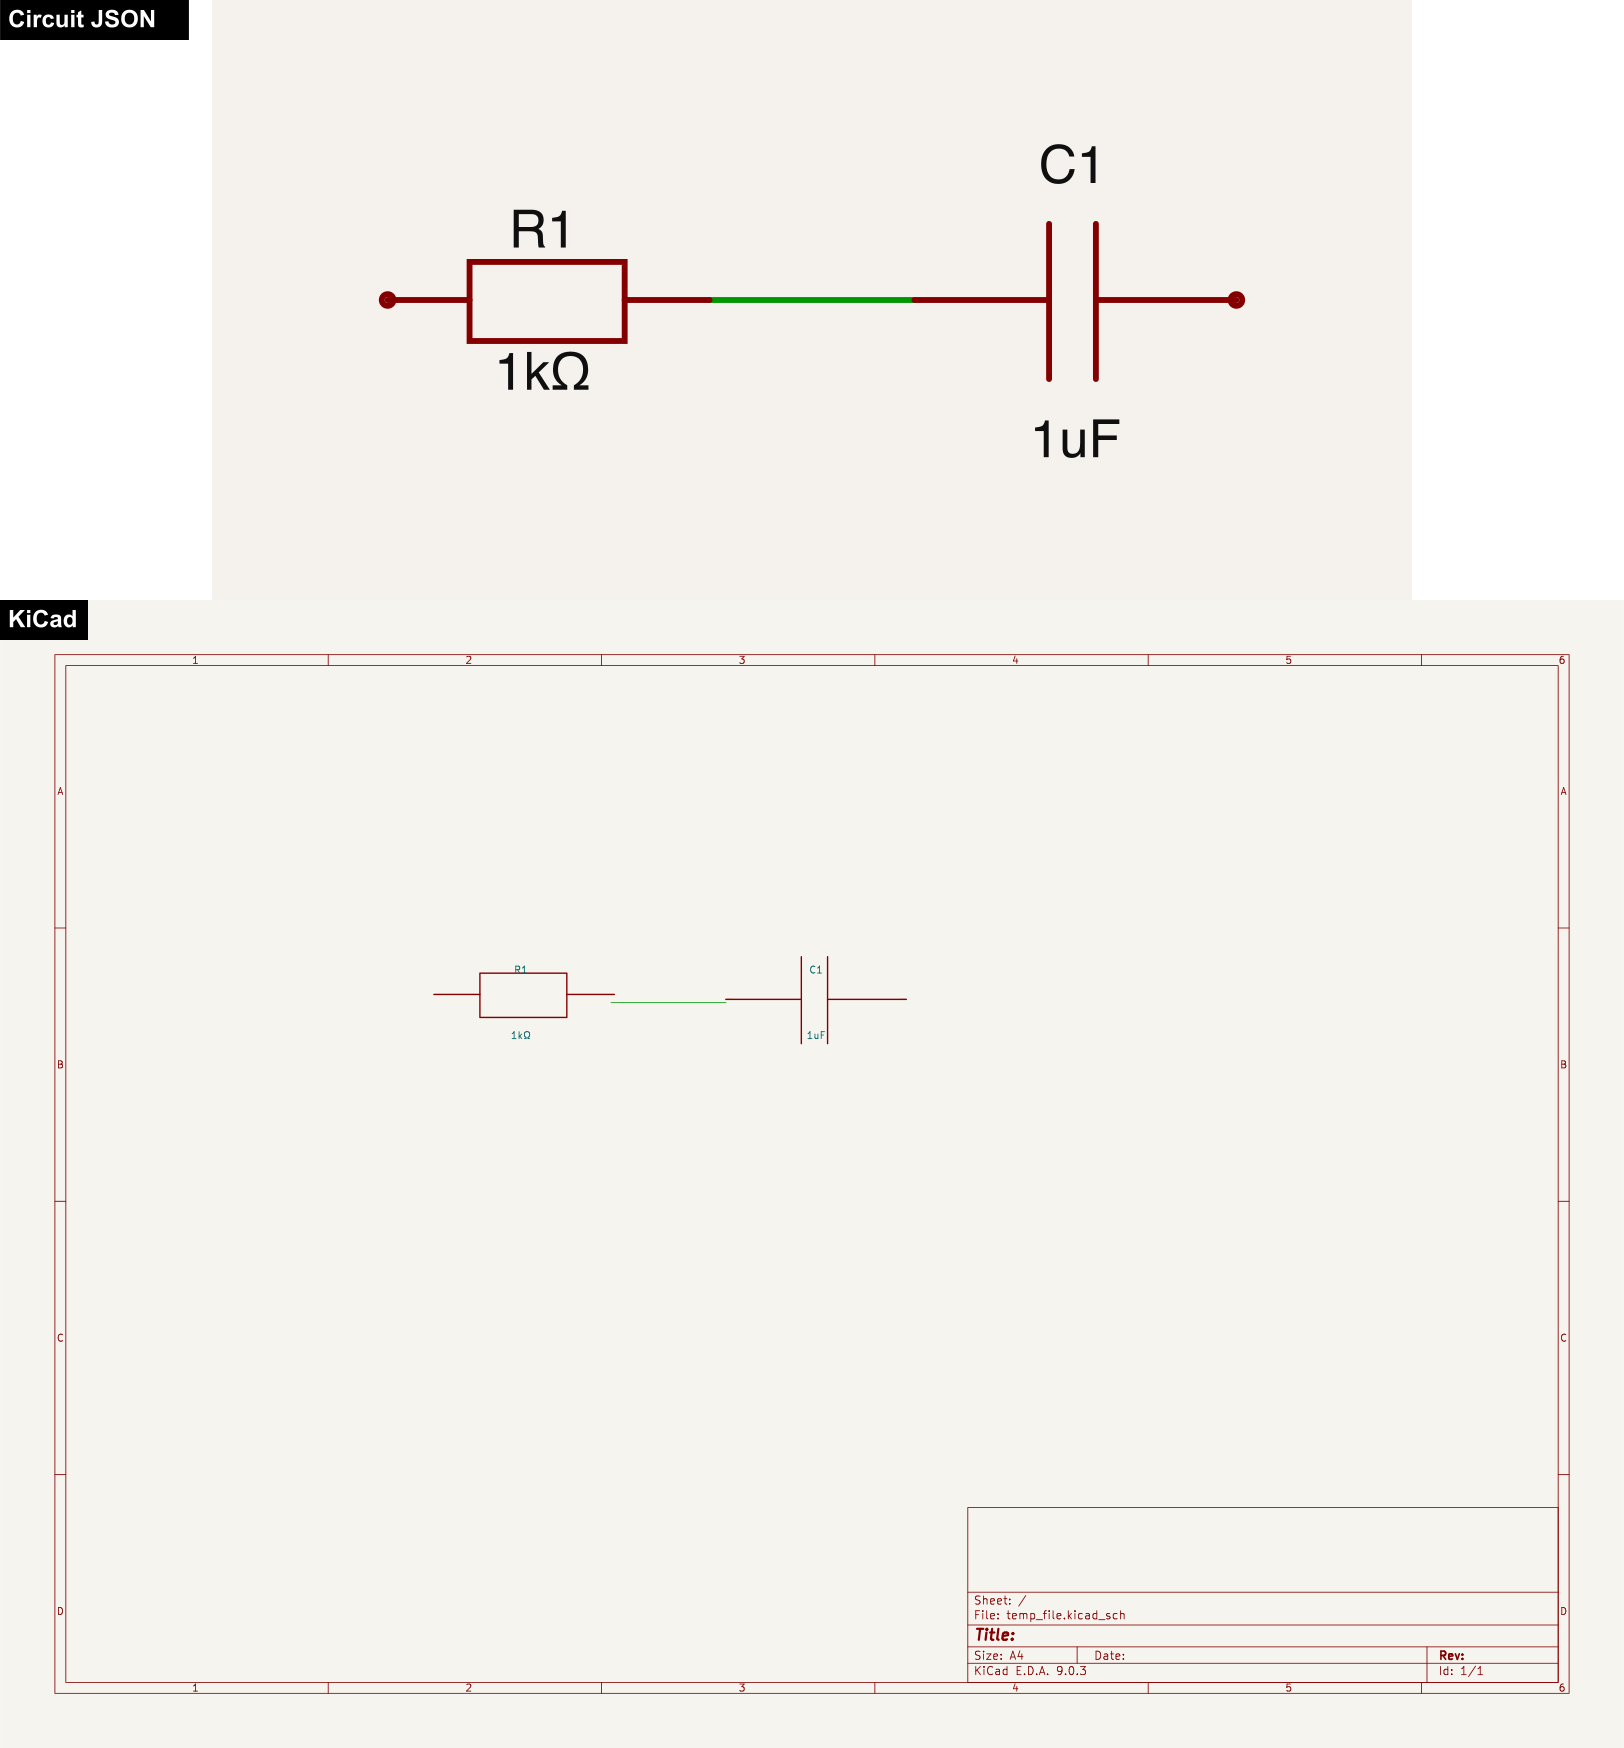 Circuit JSON
C1
R1
1kΩ
1uF
KiCad
1 2 3 4 5 6
A A
R1 C1
1kΩ 1uF
B B
C C
Sheet: /
File: temp_file.kicad_sch
D D
Title:
Size: A4 Date: Rev:
KiCad E.D.A. 9.0.3 Id: 1/1
1 2 3 4 5 6